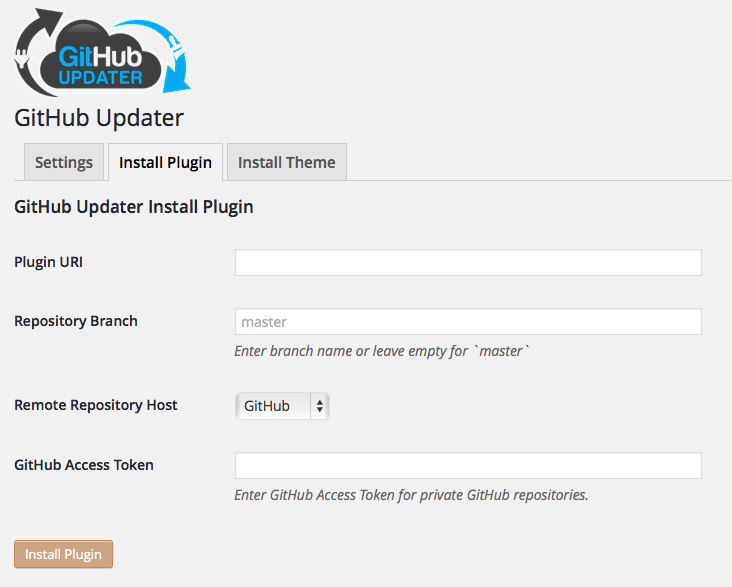 GitHub
UPDATER
GitHub Updater
Settings Install Plugin Install Theme
GitHub Updater Install Plugin
Plugin URI
Repository Branch master
Enter branch name or leave empty for `master`
Remote Repository Host GitHub
GitHub Access Token
Enter GitHub Access Token for private GitHub repositories.
Install Plugin